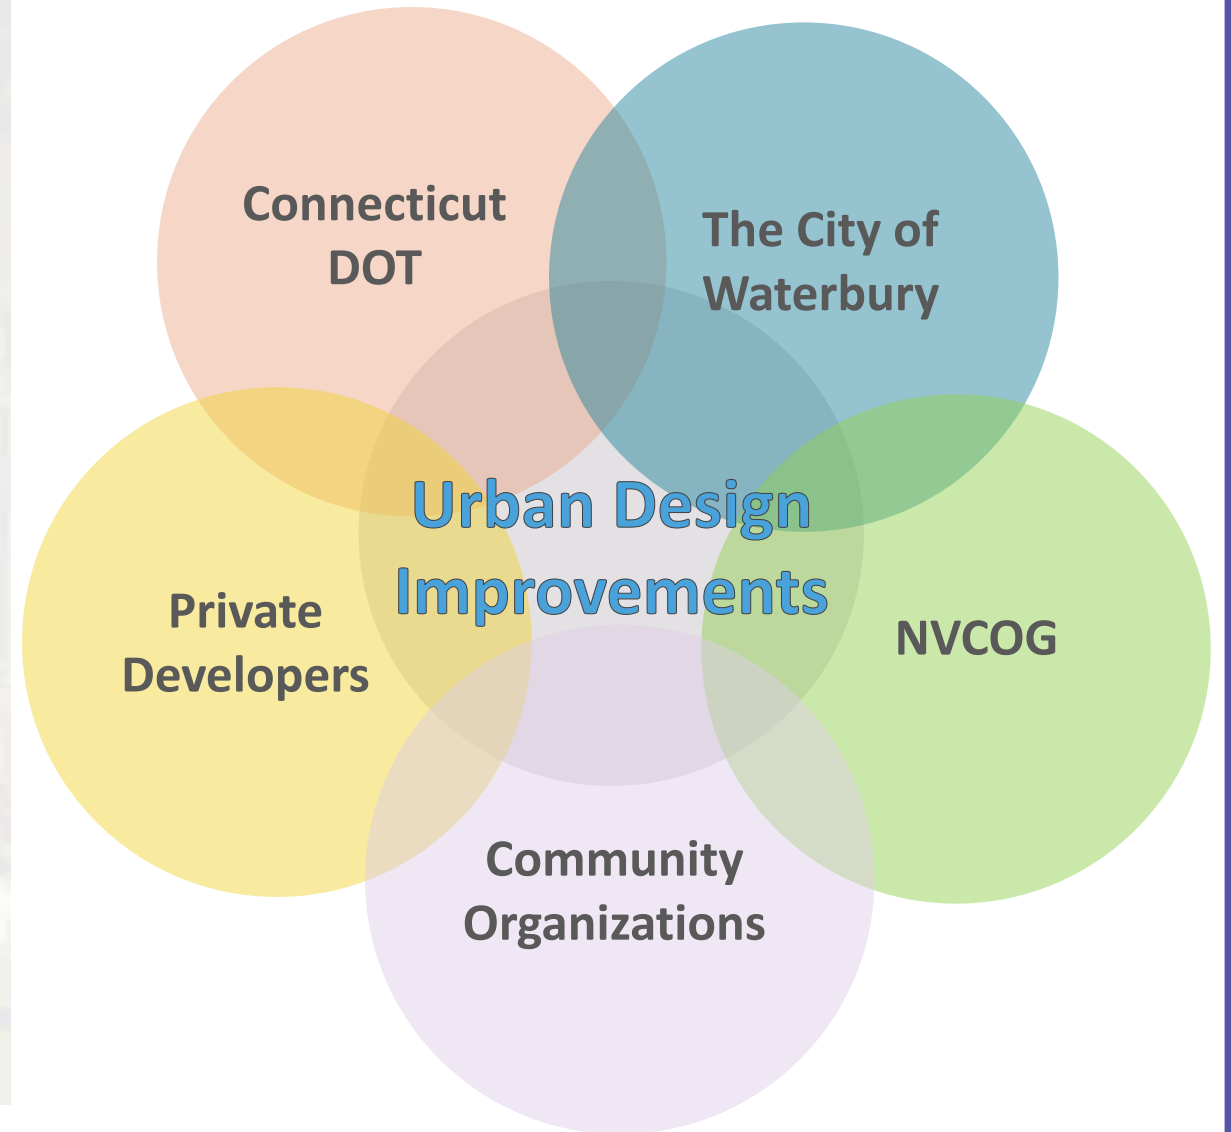 Connecticut
DOT
The City of
Waterbury
Urban Design
Improvements
Private
Developers
NVCOG
Community
Organizations